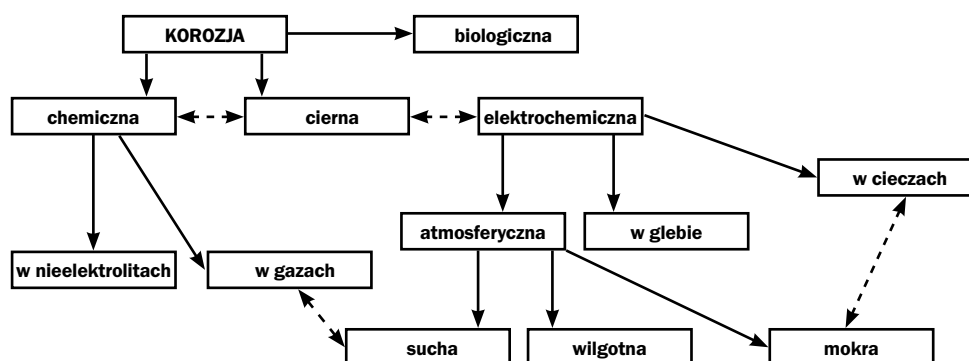 KOROZJA
biologiczna
chemiczna
cierna
elektrochemiczna
w cieczach
atmosferyczna
w glebie
w nieelektrolitach
w gazach
sucha
wilgotna
mokra